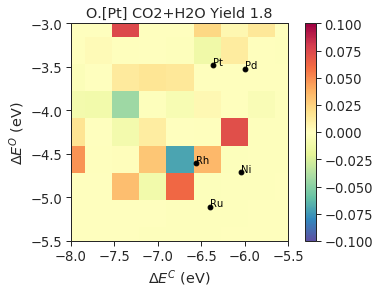 O.[Pt] CO2+H2O Yield 1.8
−3.0
−3.5
−4.0
−4.5
−5.0
−5.5
ΔE^O (eV)
Pt
Pd
Rh
Ni
Ru
−8.0 −7.5 −7.0 −6.5 −6.0 −5.5
ΔE^C (eV)
0.100
0.075
0.050
0.025
0.000
−0.025
−0.050
−0.075
−0.100